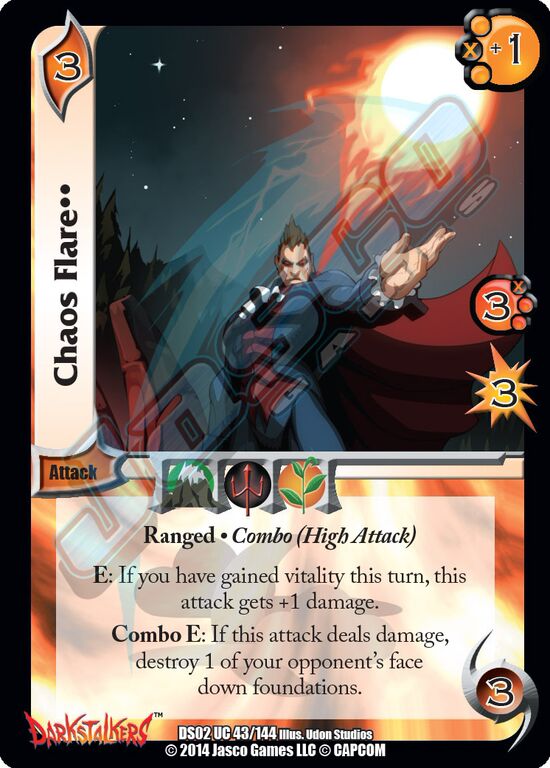 3
X + 1
Chaos Flare••
3 X
3
Attack
Ranged • Combo (High Attack)
E: If you have gained vitality this turn, this
attack gets +1 damage.
Combo E: If this attack deals damage,
destroy 1 of your opponent's face
down foundations.
3
DARKSTALKERS™
DS02 UC 43/144 Illus. Udon Studios
© 2014 Jasco Games LLC © CAPCOM